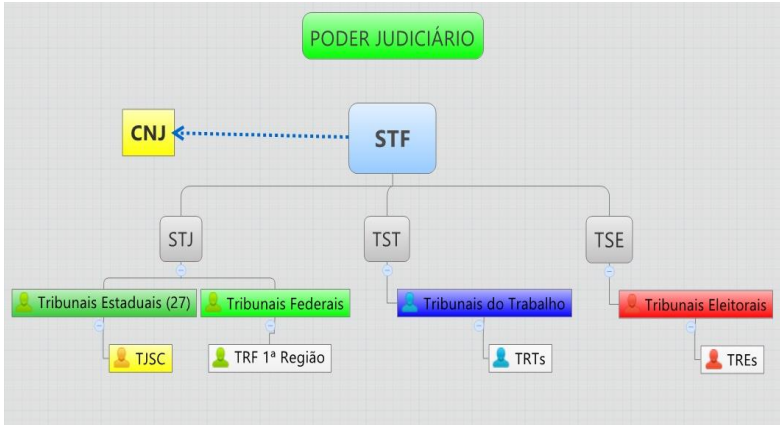 PODER JUDICIÁRIO
CNJ
STF
STJ
TST
TSE
Tribunais Estaduais (27)
Tribunais Federais
Tribunais do Trabalho
Tribunais Eleitorais
TJSC
TRF 1ª Região
TRTs
TREs